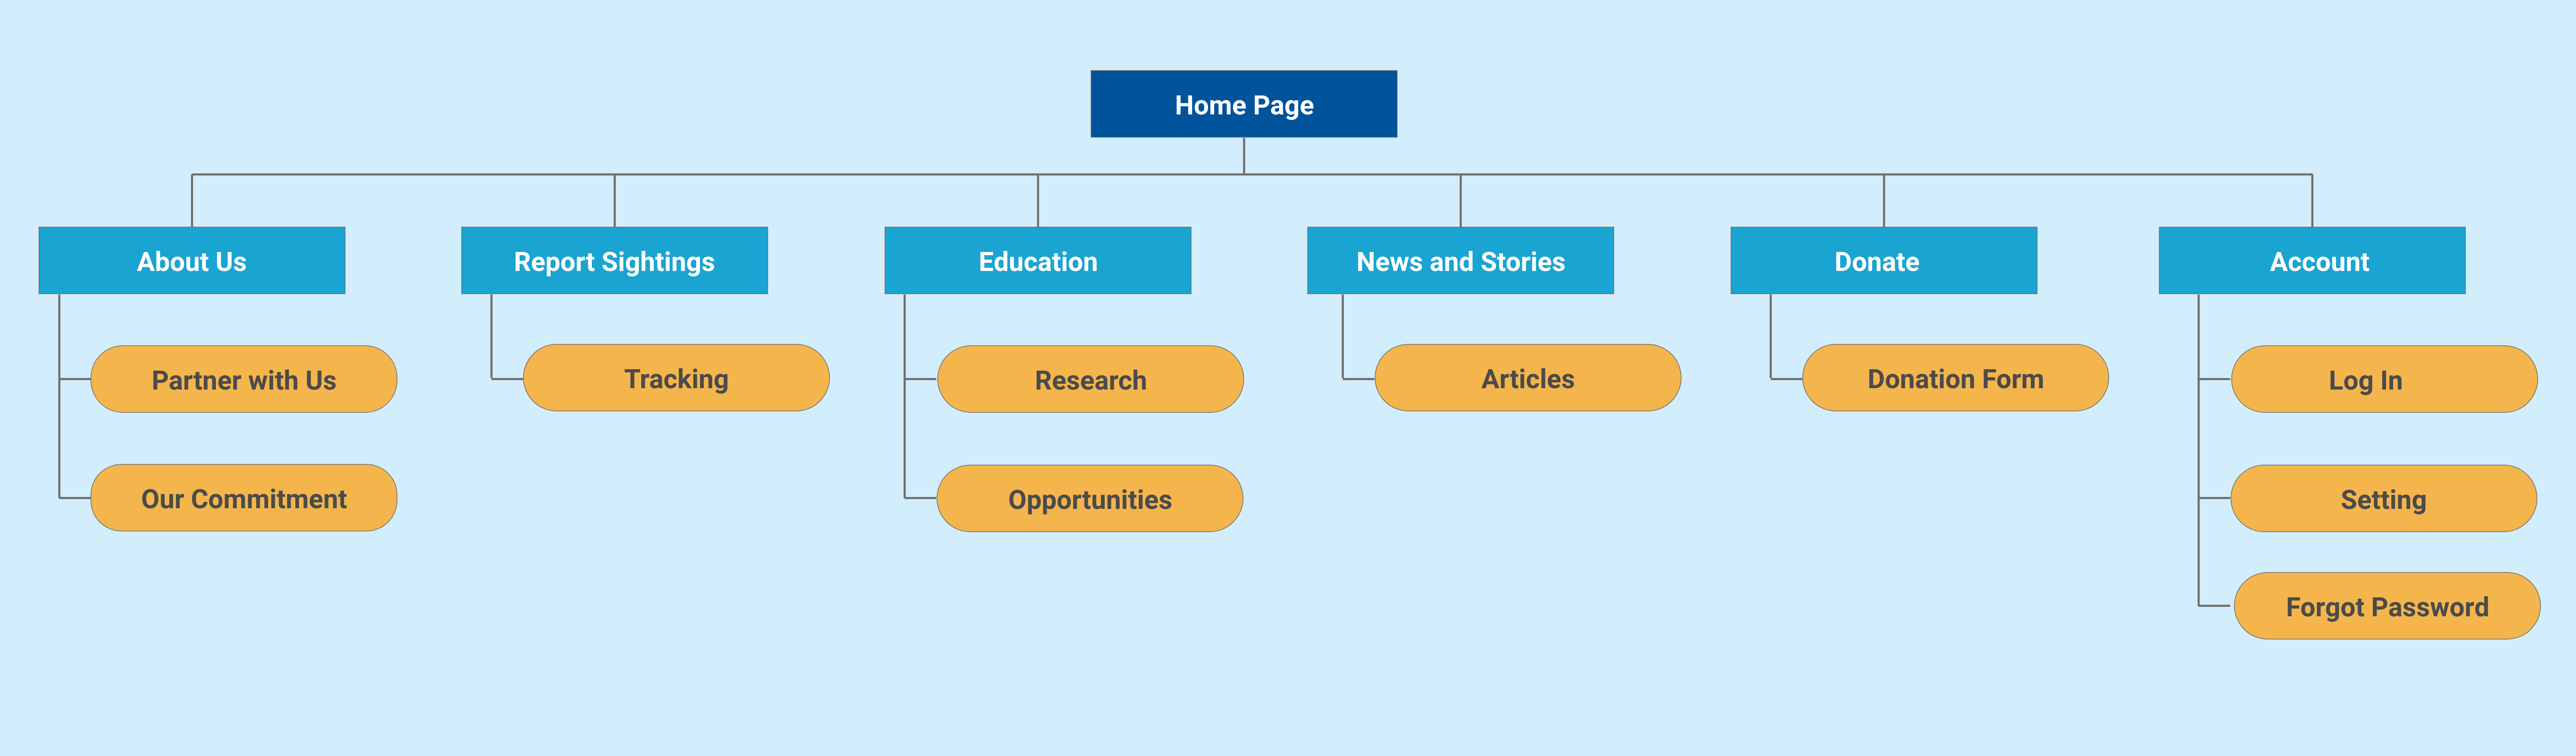 Home Page
About Us
Report Sightings
Education
News and Stories
Donate
Account
Partner with Us
Tracking
Research
Articles
Donation Form
Log In
Our Commitment
Opportunities
Setting
Forgot Password